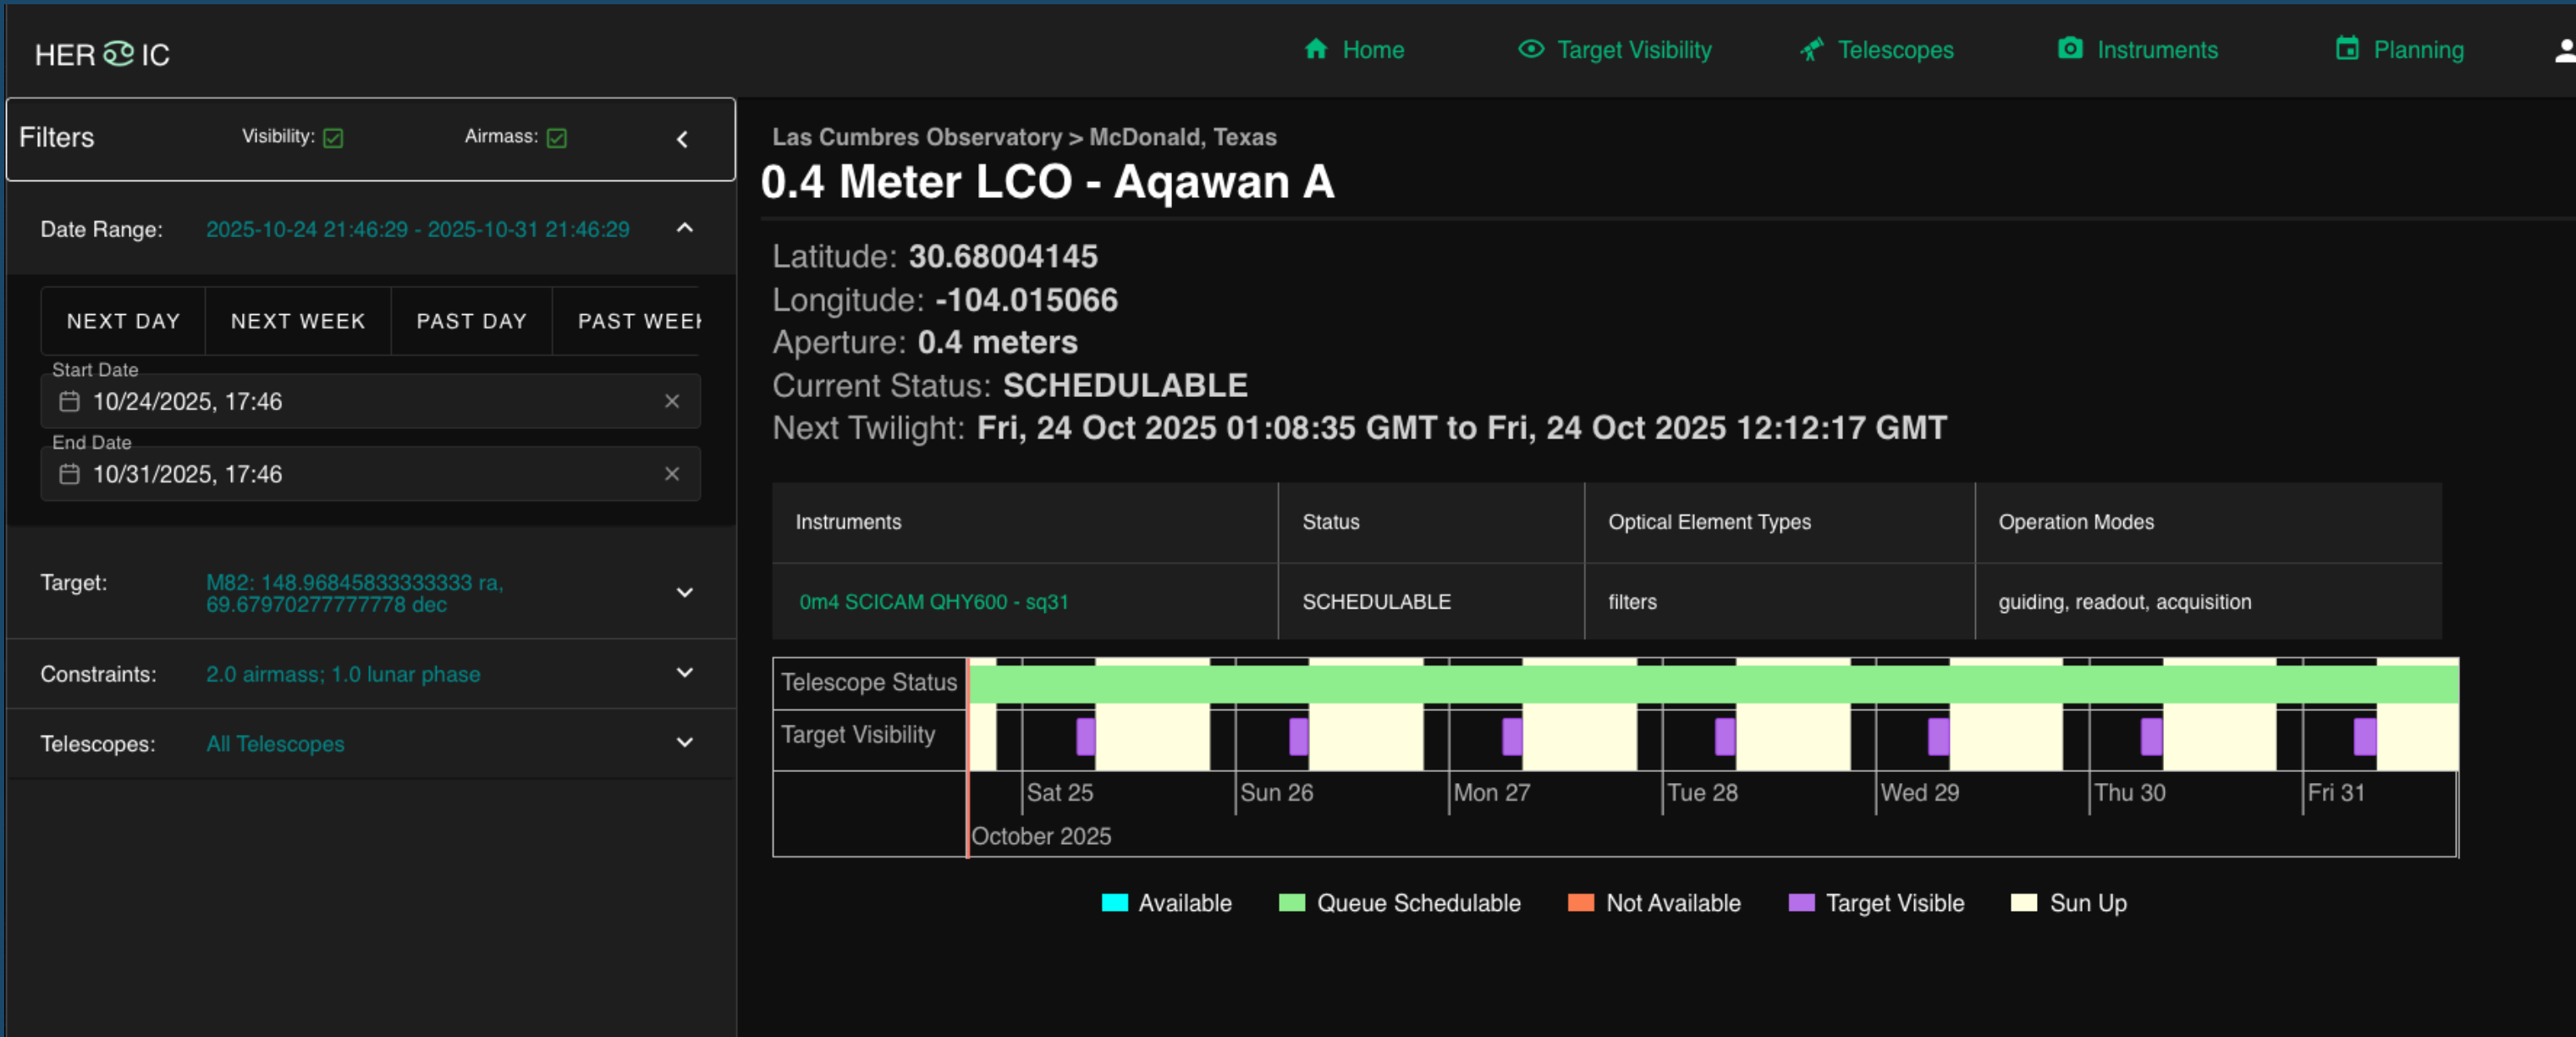 HER IC
Home
Target Visibility
Telescopes
Instruments
Planning
Filters
Visibility:
Airmass:
Date Range:
2025-10-24 21:46:29 - 2025-10-31 21:46:29
NEXT DAY
NEXT WEEK
PAST DAY
PAST WEEK
Start Date
10/24/2025, 17:46
End Date
10/31/2025, 17:46
Target:
M82: 148.96845833333333 ra,
69.67970277777778 dec
Constraints:
2.0 airmass; 1.0 lunar phase
Telescopes:
All Telescopes
Las Cumbres Observatory > McDonald, Texas
0.4 Meter LCO - Aqawan A
Latitude: 30.68004145
Longitude: -104.015066
Aperture: 0.4 meters
Current Status: SCHEDULABLE
Next Twilight: Fri, 24 Oct 2025 01:08:35 GMT to Fri, 24 Oct 2025 12:12:17 GMT
Instruments
Status
Optical Element Types
Operation Modes
0m4 SCICAM QHY600 - sq31
SCHEDULABLE
filters
guiding, readout, acquisition
Telescope Status
Target Visibility
Sat 25
Sun 26
Mon 27
Tue 28
Wed 29
Thu 30
Fri 31
October 2025
Available
Queue Schedulable
Not Available
Target Visible
Sun Up